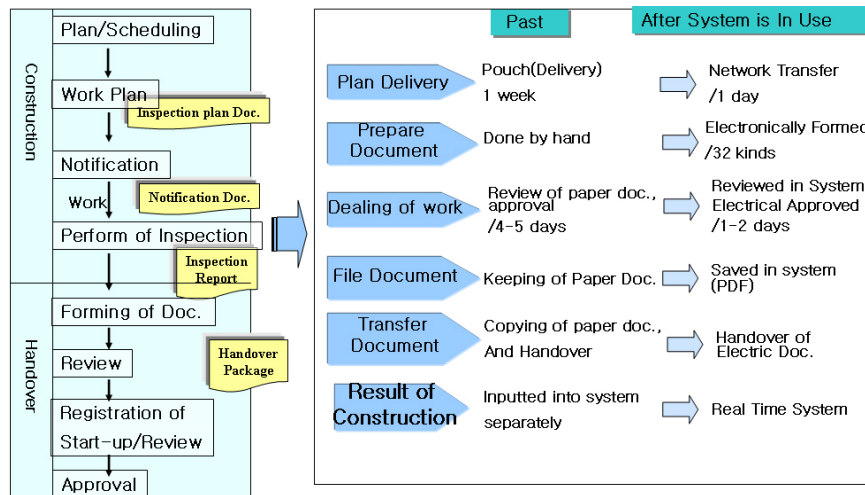 Construction
Plan/Scheduling
Work Plan
Inspection plan Doc.
Notification
Work
Notification Doc.
Perform of Inspection
Inspection
Report
Handover
Forming of Doc.
Review
Handover
Package
Registration of
Start-up/Review
Approval
Past
After System is In Use
Plan Delivery
Pouch(Delivery)
1 week
Network Transfer
/1 day
Prepare
Document
Done by hand
Electronically Formed
/32 kinds
Dealing of work
Review of paper doc.,
approval
/4-5 days
Reviewed in System
Electrical Approved
/1-2 days
File Document
Keeping of Paper Doc.
Saved in system
(PDF)
Transfer
Document
Copying of paper doc.,
And Handover
Handover of
Electric Doc.
Result of
Construction
Inputted into system
separately
Real Time System